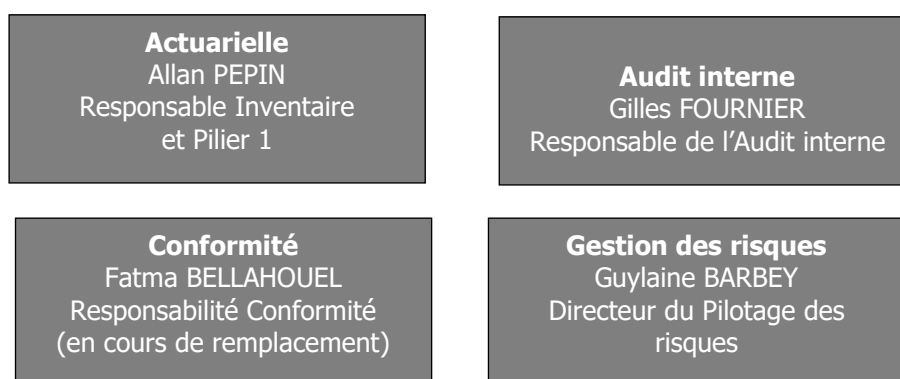 Actuarielle
Allan PEPIN
Responsable Inventaire
et Pilier 1
Audit interne
Gilles FOURNIER
Responsable de l'Audit interne
Conformité
Fatma BELLAHOUEL
Responsabilité Conformité
(en cours de remplacement)
Gestion des risques
Guylaine BARBEY
Directeur du Pilotage des
risques